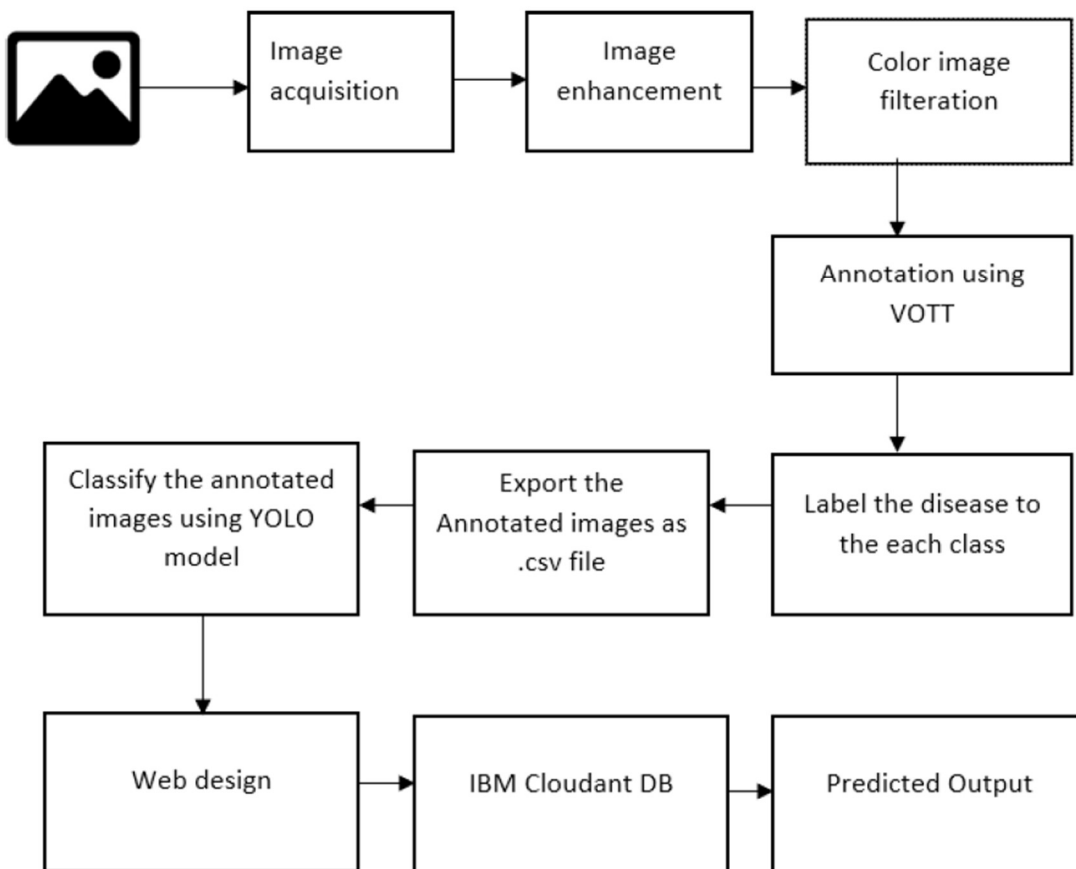 Image
acquisition
Image
enhancement
Color image
filteration
Annotation using
VOTT
Label the disease to
the each class
Export the
Annotated images as
.csv file
Classify the annotated
images using YOLO
model
Web design
IBM Cloudant DB
Predicted Output